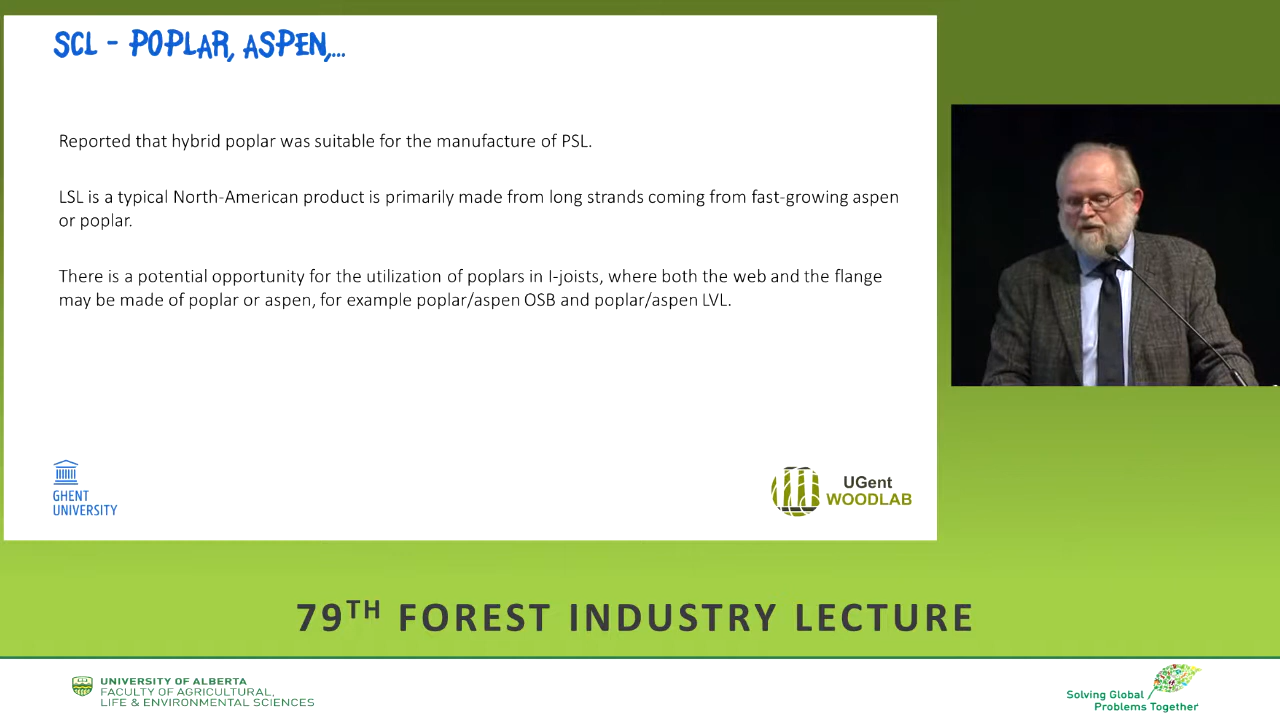 SCL - POPLAR, ASPEN,...
Reported that hybrid poplar was suitable for the manufacture of PSL.
LSL is a typical North-American product is primarily made from long strands coming from fast-growing aspen
or poplar.
There is a potential opportunity for the utilization of poplars in I-joists, where both the web and the flange
may be made of poplar or aspen, for example poplar/aspen OSB and poplar/aspen LVL.
GHENT
UNIVERSITY
UGent
WOODLAB
79TH FOREST INDUSTRY LECTURE
UNIVERSITY OF ALBERTA
FACULTY OF AGRICULTURAL,
LIFE & ENVIRONMENTAL SCIENCES
Solving Global
Problems Together